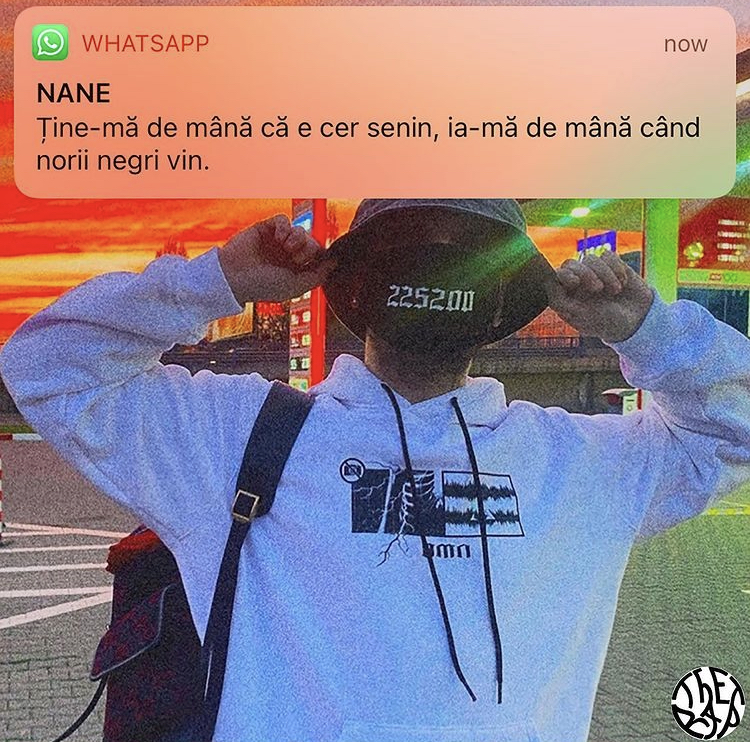 WHATSAPP
now
NANE
Ține-mă de mână că e cer senin, ia-mă de mână când
norii negri vin.
225200